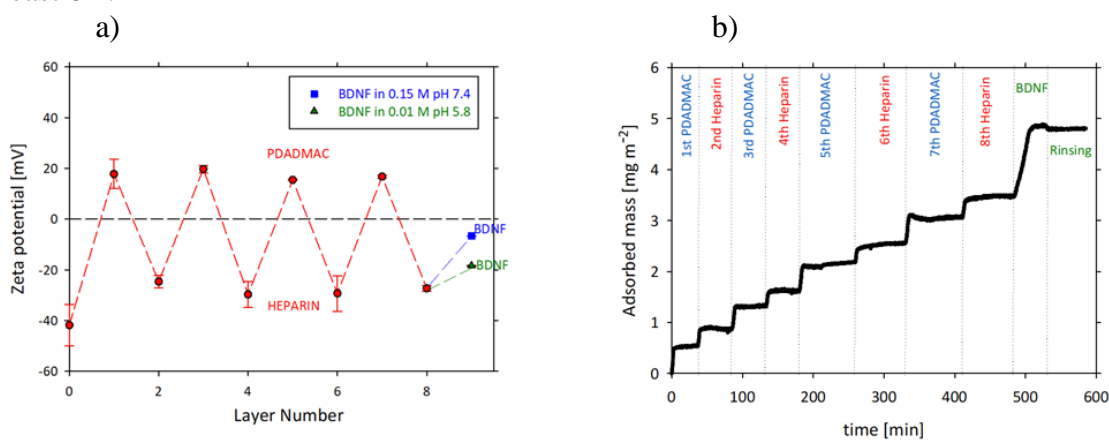 a)
b)
60
40
20
0
-20
-40
-60
Zeta potential [mV]
BDNF in 0.15 M pH 7.4
BDNF in 0.01 M pH 5.8
PDADMAC
HEPARIN
BDNF
BDNF
0
2
4
6
8
Layer Number
6
5
4
3
2
1
0
Adsorbed mass [mg m⁻²]
1st PDADMAC
2nd Heparin
3rd PDADMAC
4th Heparin
5th PDADMAC
6th Heparin
7th PDADMAC
8th Heparin
BDNF
Rinsing
0
100
200
300
400
500
600
time [min]